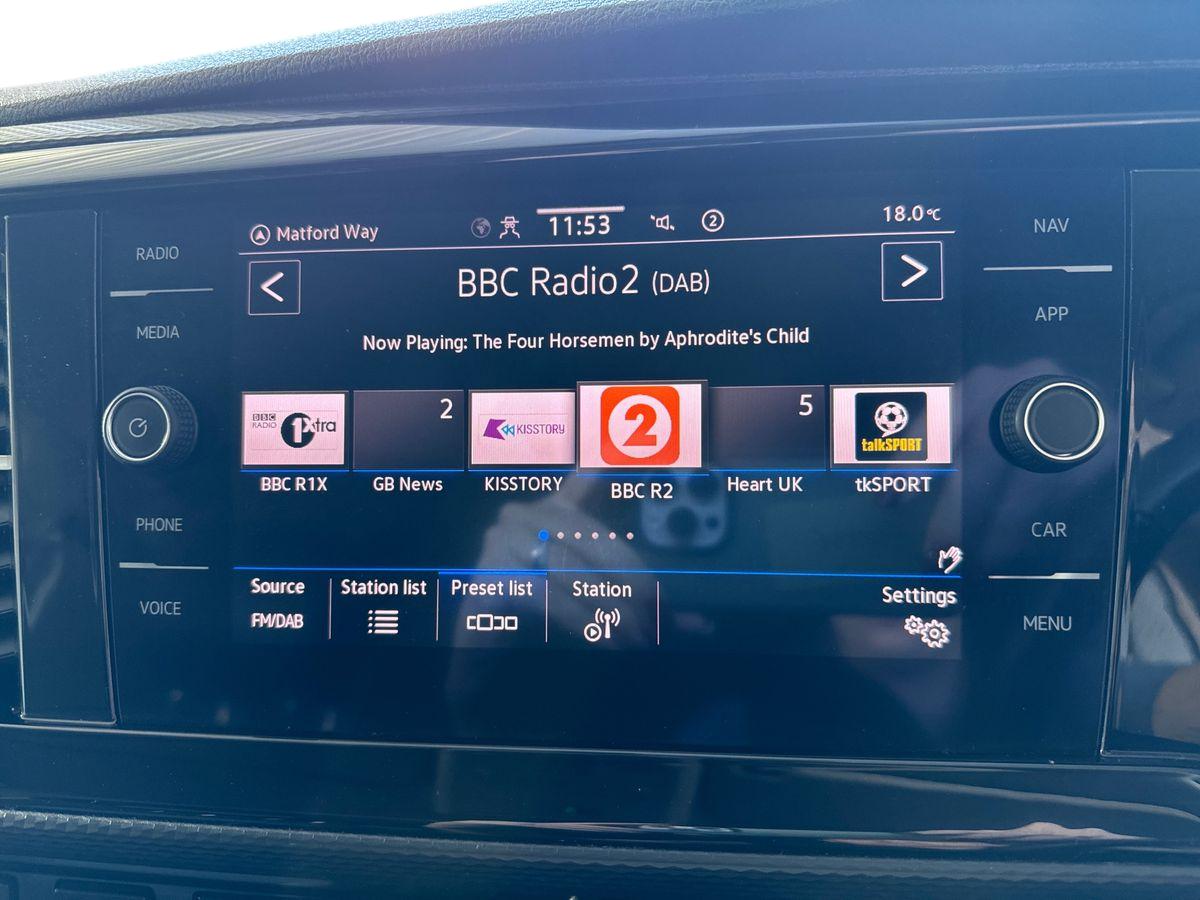 RADIO
MEDIA
PHONE
VOICE
Matford Way
11:53
2
18.0°C
BBC Radio2 (DAB)
Now Playing: The Four Horsemen by Aphrodite's Child
BBC RADIO 1Xtra
2
KISSTORY
2
5
talkSPORT
BBC R1X
GB News
KISSTORY
BBC R2
Heart UK
tkSPORT
Source
Station list
Preset list
Station
Settings
FM/DAB
NAV
APP
CAR
MENU